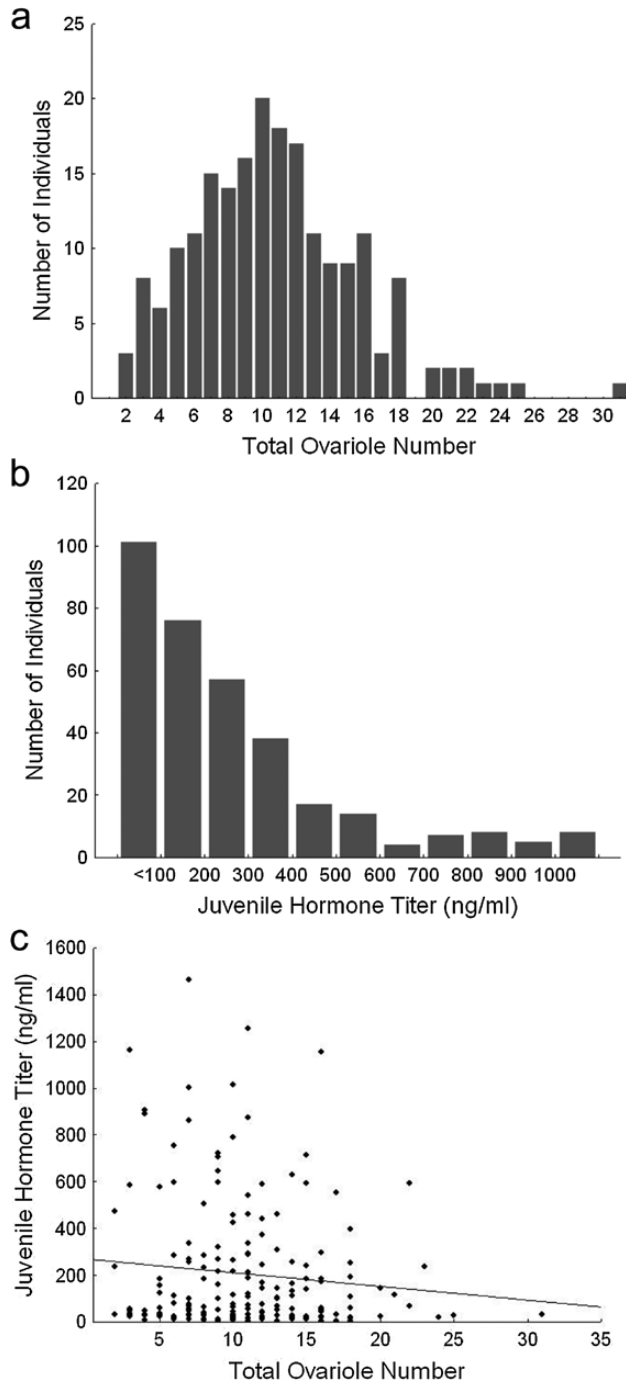 a
25
20
15
10
5
0
Number of Individuals
2 4 6 8 10 12 14 16 18 20 22 24 26 28 30
Total Ovariole Number
b
120
100
80
60
40
20
0
Number of Individuals
<100 200 300 400 500 600 700 800 900 1000
Juvenile Hormone Titer (ng/ml)
c
1600
1400
1200
1000
800
600
400
200
0
Juvenile Hormone Titer (ng/ml)
5 10 15 20 25 30 35
Total Ovariole Number